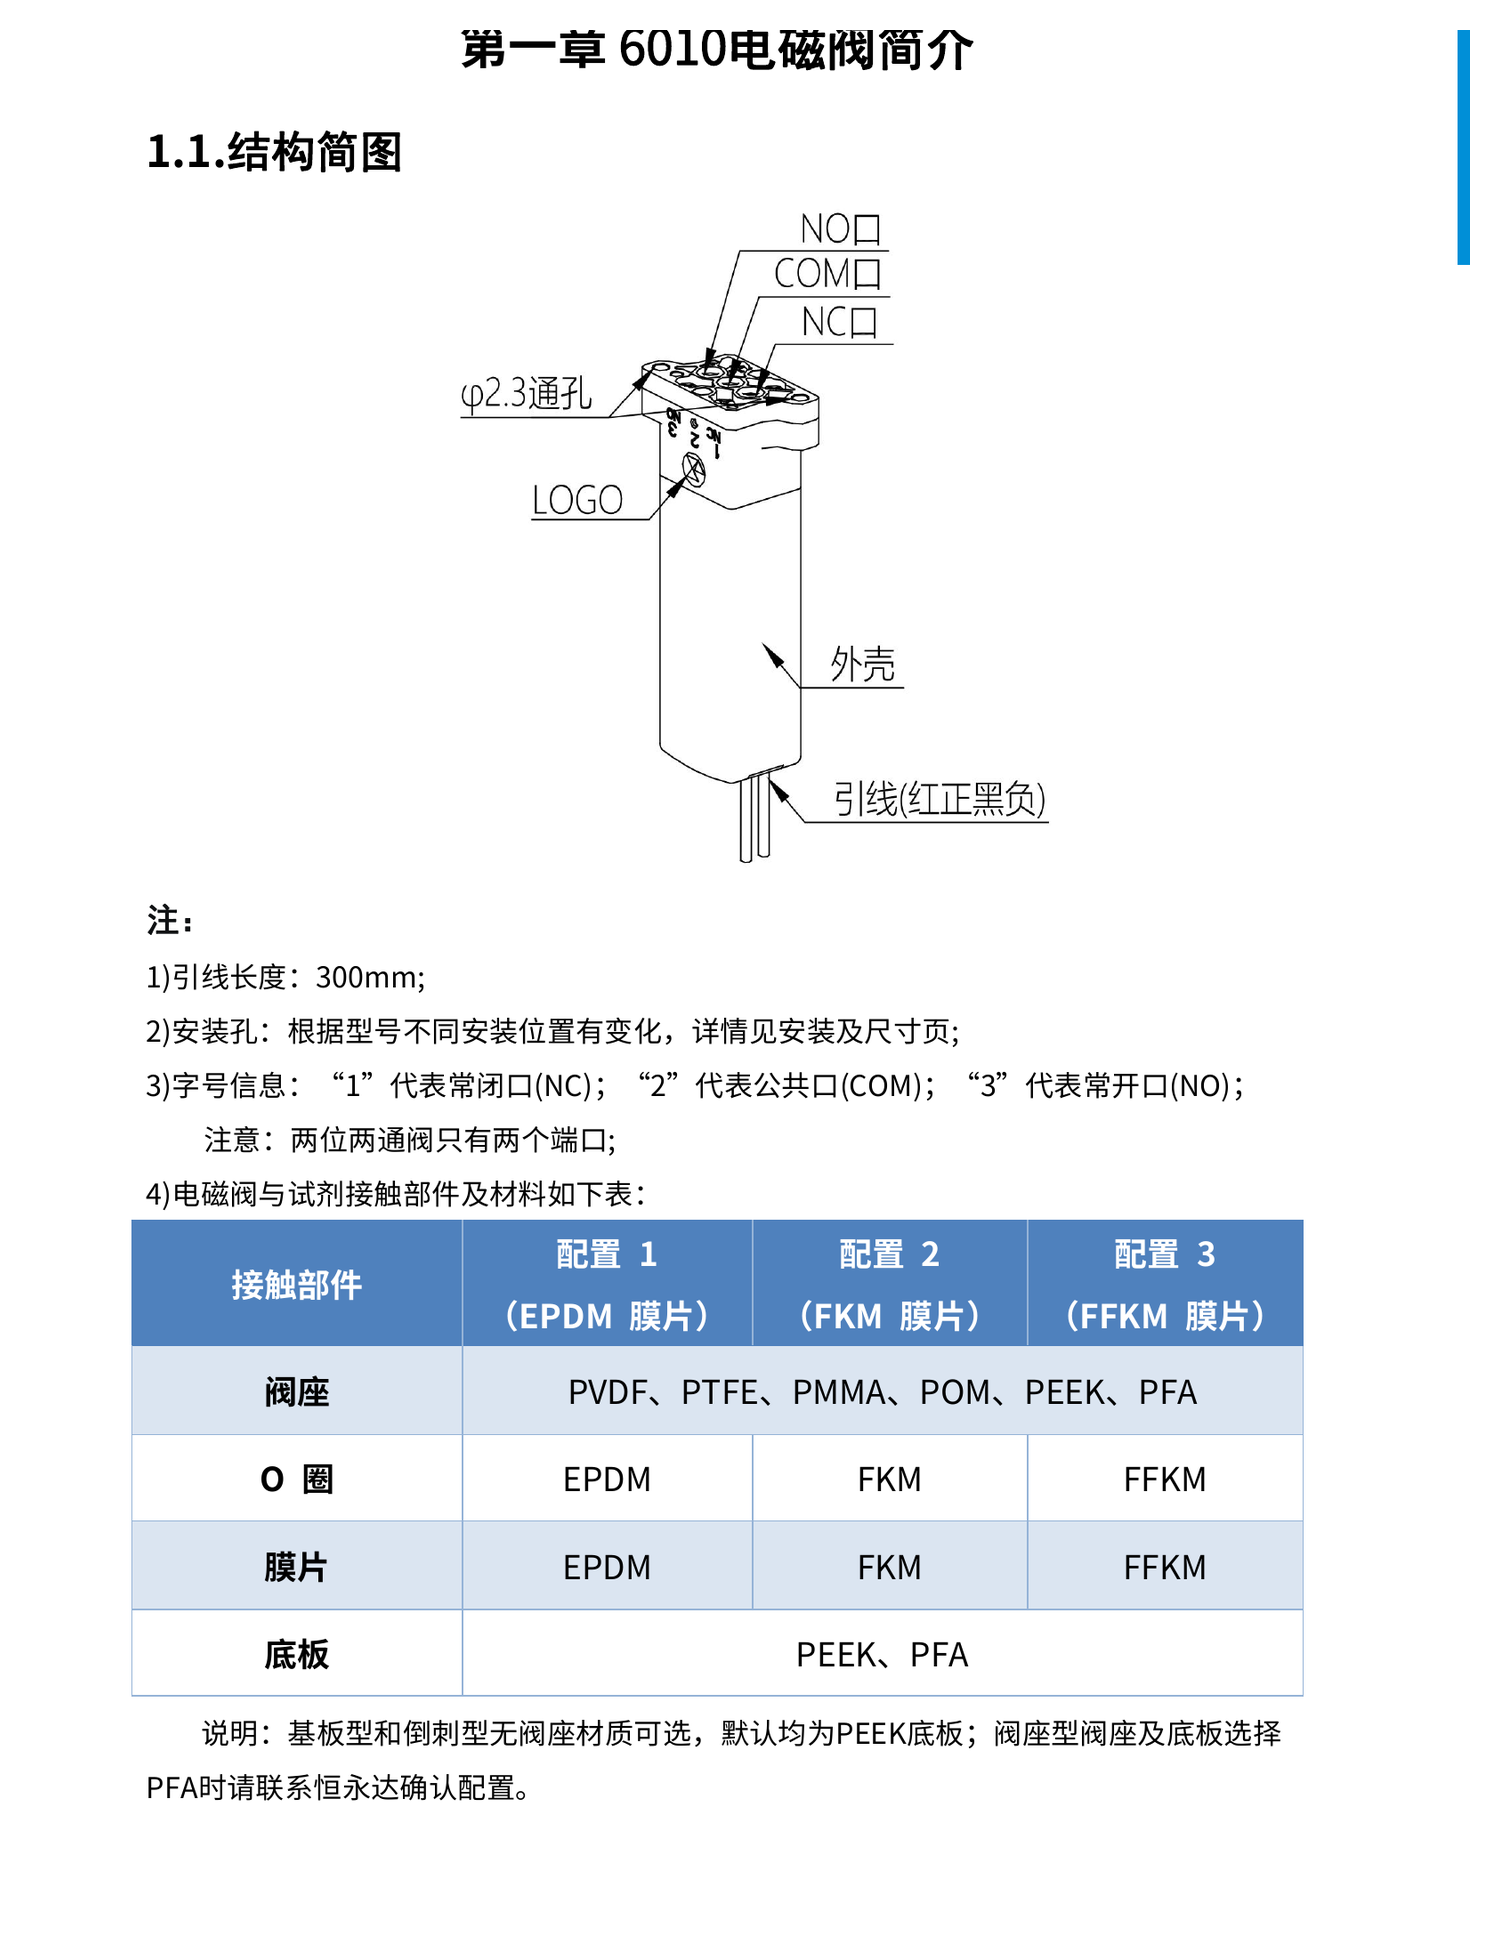 第一章 6010电磁阀简介
1.1.结构简图
NO口
COM口
NC口
φ2.3通孔
NO
3
2
NC
1
LOGO
外壳
引线(红正黑负)
注：
1)引线长度：300mm;
2)安装孔：根据型号不同安装位置有变化，详情见安装及尺寸页;
3)字号信息：“1”代表常闭口(NC)；“2”代表公共口(COM)；“3”代表常开口(NO)；
注意：两位两通阀只有两个端口;
4)电磁阀与试剂接触部件及材料如下表：
接触部件 配置 1 （EPDM 膜片） 配置 2 （FKM 膜片） 配置 3 （FFKM 膜片）
阀座 PVDF、PTFE、PMMA、POM、PEEK、PFA
O 圈 EPDM FKM FFKM
膜片 EPDM FKM FFKM
底板 PEEK、PFA
说明：基板型和倒刺型无阀座材质可选，默认均为PEEK底板；阀座型阀座及底板选择
PFA时请联系恒永达确认配置。